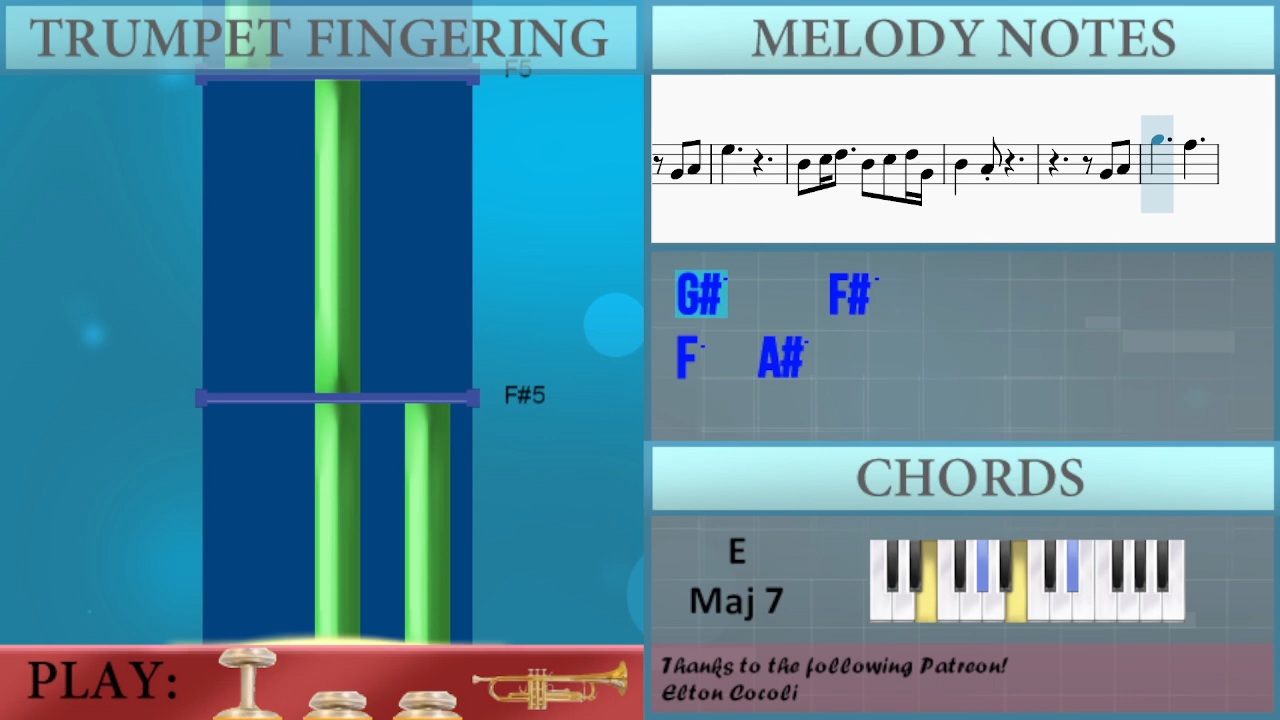 TRUMPET FINGERING
F5
F#5
PLAY:
MELODY NOTES
G#- F#-
F- A#-
CHORDS
E
Maj 7
Thanks to the following Patreon!
Elton Cocoli